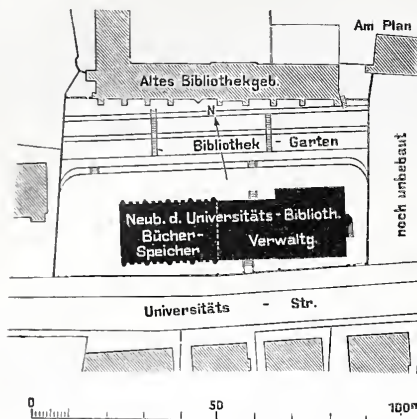 Am Plan
Altes Bibliothekgeb.
N
Bibliothek - Garten
noch unbebaut
Neub. d. Universitäts-Biblioth.
Bücher-
Speicher
Verwaltg.
Universitäts - Str.
0 50 100m